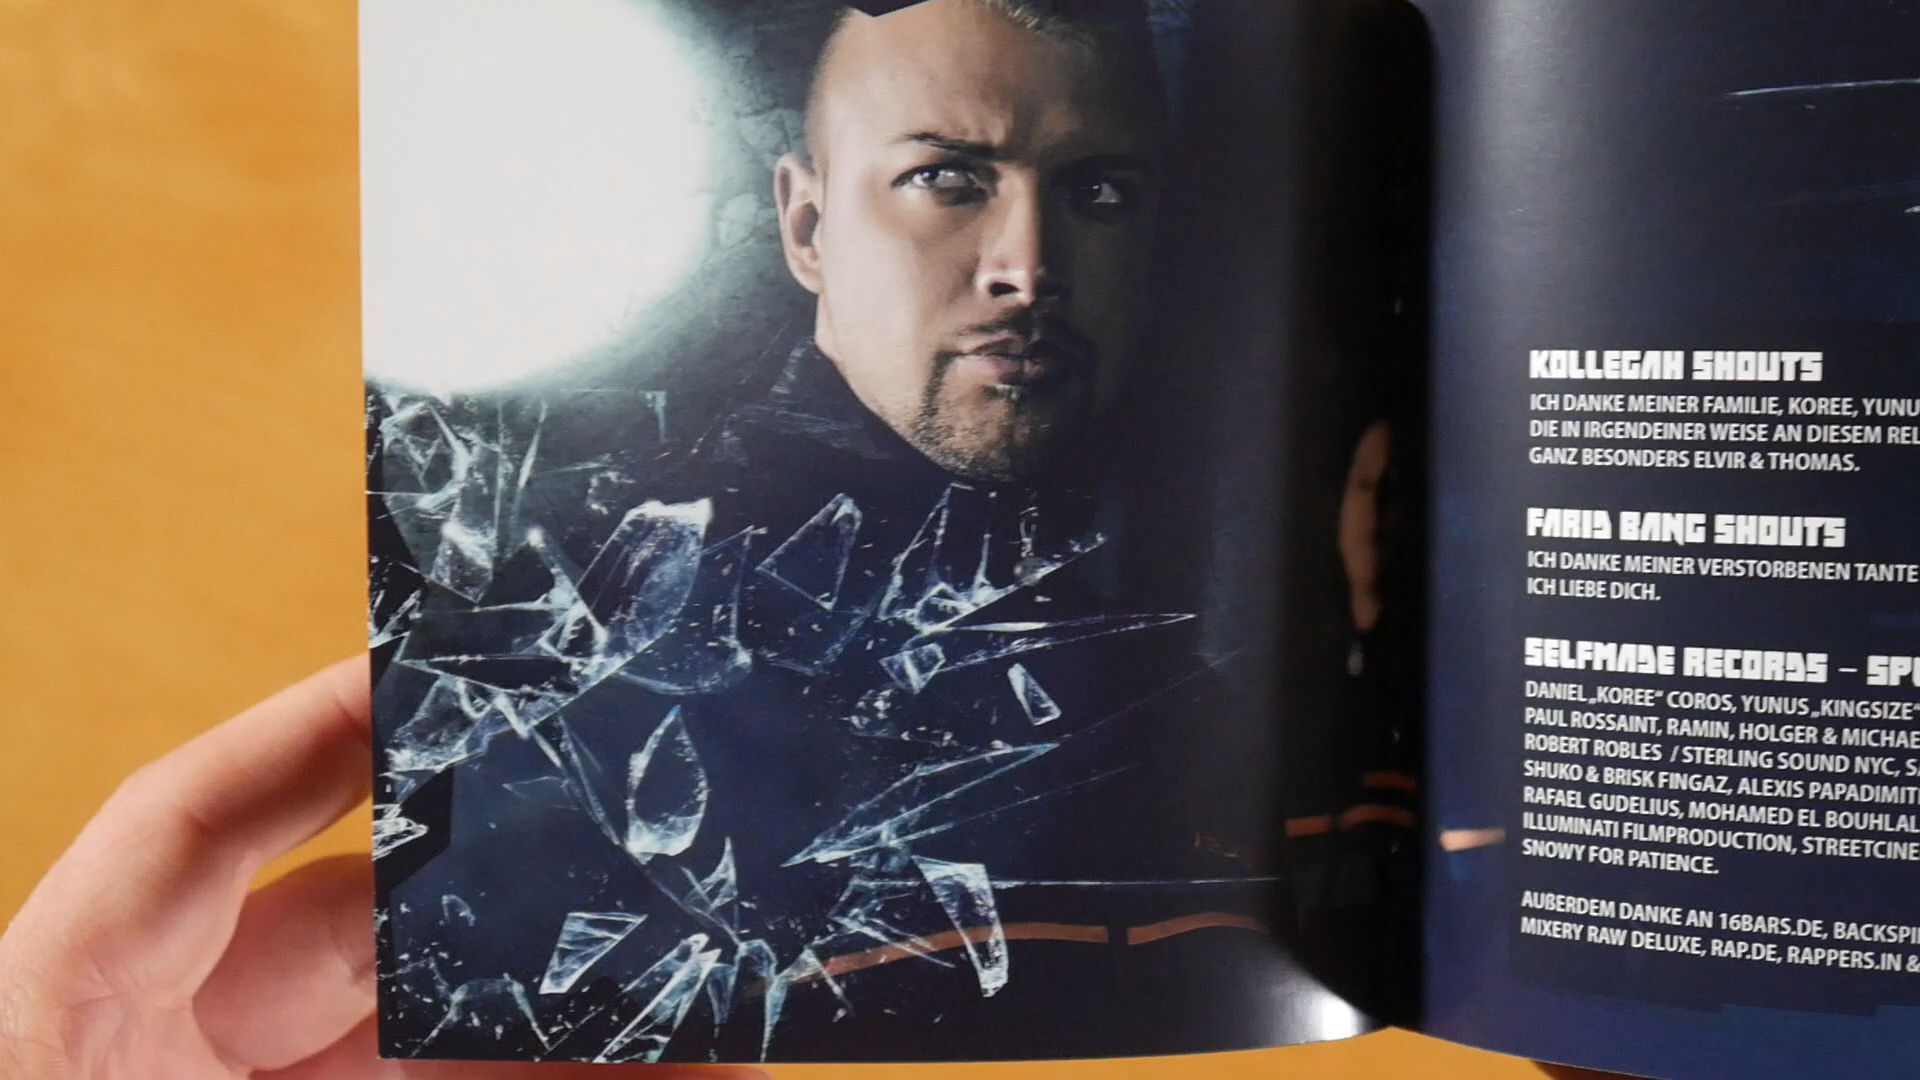 KOLLEGAH SHOUTS
ICH DANKE MEINER FAMILIE, KOREE, YUNU
DIE IN IRGENDEINER WEISE AN DIESEM REL
GANZ BESONDERS ELVIR & THOMAS.
FARID BANG SHOUTS
ICH DANKE MEINER VERSTORBENEN TANTE
ICH LIEBE DICH.
SELFMADE RECORDS – SP
DANIEL „KOREE“ COROS, YUNUS „KINGSIZE“
PAUL ROSSAINT, RAMIN, HOLGER & MICHAE
ROBERT ROBLES / STERLING SOUND NYC, S
SHUKO & BRISK FINGAZ, ALEXIS PAPADIMIT
RAFAEL GUDELIUS, MOHAMED EL BOUHLAL
ILLUMINATI FILMPRODUCTION, STREETCINE
SNOWY FOR PATIENCE.
AUßERDEM DANKE AN 16BARS.DE, BACKSPI
MIXERY RAW DELUXE, RAP.DE, RAPPERS.IN &